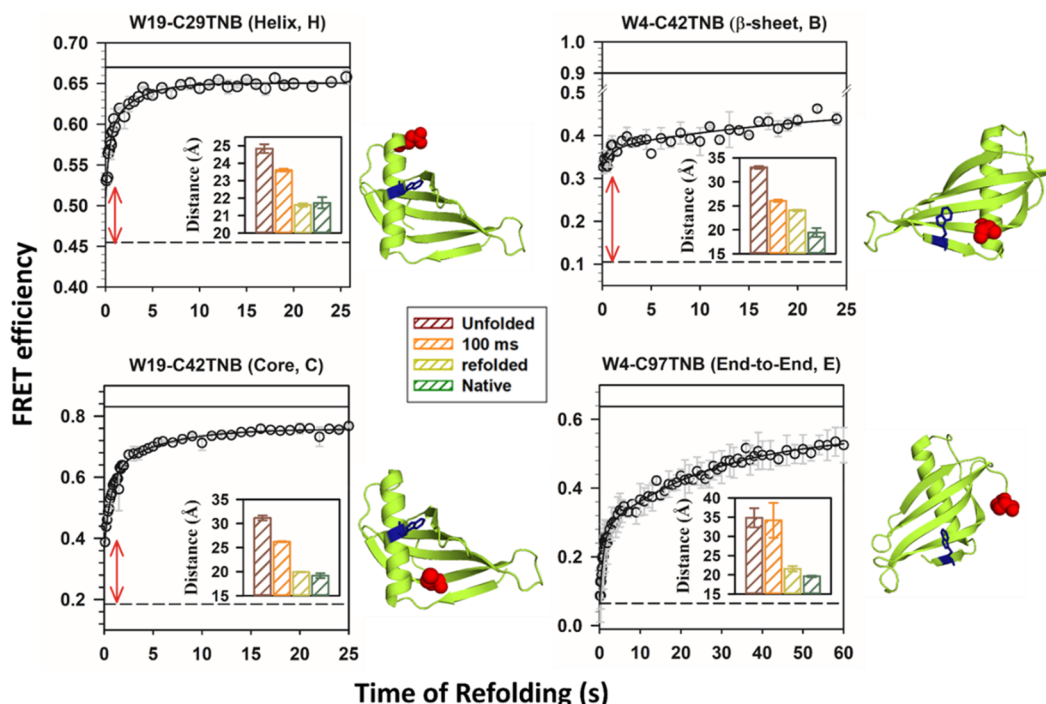 W19-C29TNB (Helix, H)
W4-C42TNB (β-sheet, B)
0.70
0.65
0.60
0.55
0.50
0.45
0.40
0 5 10 15 20 25
Distance (Å)
25
24
23
22
21
20
1.0
0.9
0.5
0.4
0.3
0.2
0.1
0 5 10 15 20 25
Distance (Å)
35
30
25
20
15
FRET efficiency
Unfolded
100 ms
refolded
Native
W19-C42TNB (Core, C)
W4-C97TNB (End-to-End, E)
0.8
0.6
0.4
0.2
0 5 10 15 20 25
Distance (Å)
35
30
25
20
15
0.6
0.4
0.2
0.0
0 10 20 30 40 50 60
Distance (Å)
40
35
30
25
20
15
Time of Refolding (s)